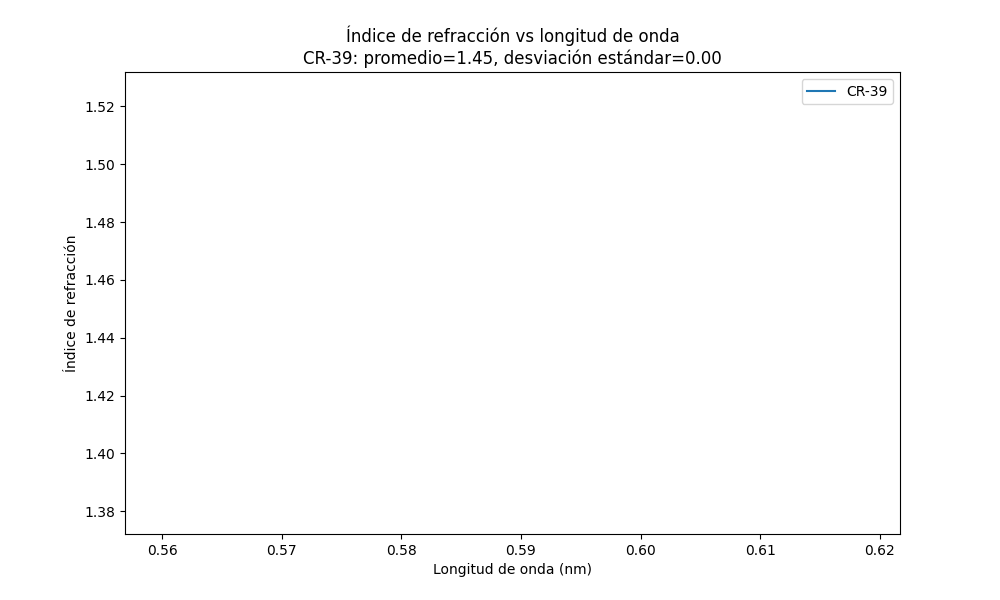 Índice de refracción vs longitud de onda
CR-39: promedio=1.45, desviación estándar=0.00
CR-39
1.52
1.50
1.48
1.46
1.44
1.42
1.40
1.38
Índice de refracción
0.56 0.57 0.58 0.59 0.60 0.61 0.62
Longitud de onda (nm)